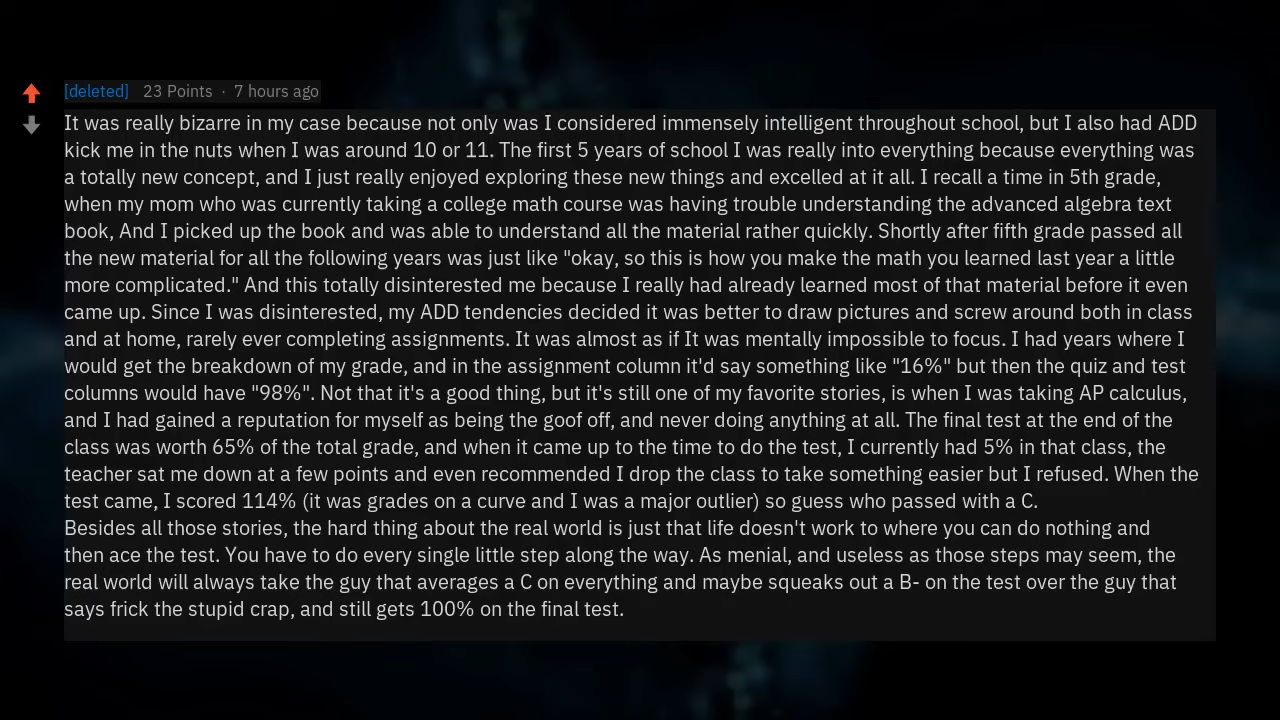 [deleted] 23 Points · 7 hours ago
It was really bizarre in my case because not only was I considered immensely intelligent throughout school, but I also had ADD
kick me in the nuts when I was around 10 or 11. The first 5 years of school I was really into everything because everything was
a totally new concept, and I just really enjoyed exploring these new things and excelled at it all. I recall a time in 5th grade,
when my mom who was currently taking a college math course was having trouble understanding the advanced algebra text
book, And I picked up the book and was able to understand all the material rather quickly. Shortly after fifth grade passed all
the new material for all the following years was just like "okay, so this is how you make the math you learned last year a little
more complicated." And this totally disinterested me because I really had already learned most of that material before it even
came up. Since I was disinterested, my ADD tendencies decided it was better to draw pictures and screw around both in class
and at home, rarely ever completing assignments. It was almost as if It was mentally impossible to focus. I had years where I
would get the breakdown of my grade, and in the assignment column it'd say something like "16%" but then the quiz and test
columns would have "98%". Not that it's a good thing, but it's still one of my favorite stories, is when I was taking AP calculus,
and I had gained a reputation for myself as being the goof off, and never doing anything at all. The final test at the end of the
class was worth 65% of the total grade, and when it came up to the time to do the test, I currently had 5% in that class, the
teacher sat me down at a few points and even recommended I drop the class to take something easier but I refused. When the
test came, I scored 114% (it was grades on a curve and I was a major outlier) so guess who passed with a C.
Besides all those stories, the hard thing about the real world is just that life doesn't work to where you can do nothing and
then ace the test. You have to do every single little step along the way. As menial, and useless as those steps may seem, the
real world will always take the guy that averages a C on everything and maybe squeaks out a B- on the test over the guy that
says frick the stupid crap, and still gets 100% on the final test.